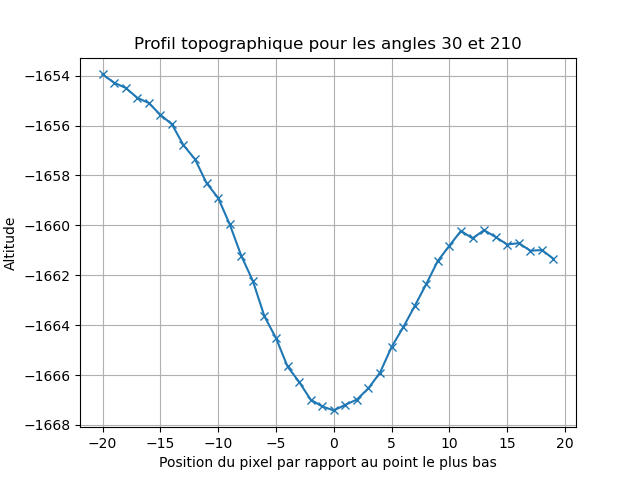 Profil topographique pour les angles 30 et 210
Altitude
−1654
−1656
−1658
−1660
−1662
−1664
−1666
−1668
−20 −15 −10 −5 0 5 10 15 20
Position du pixel par rapport au point le plus bas